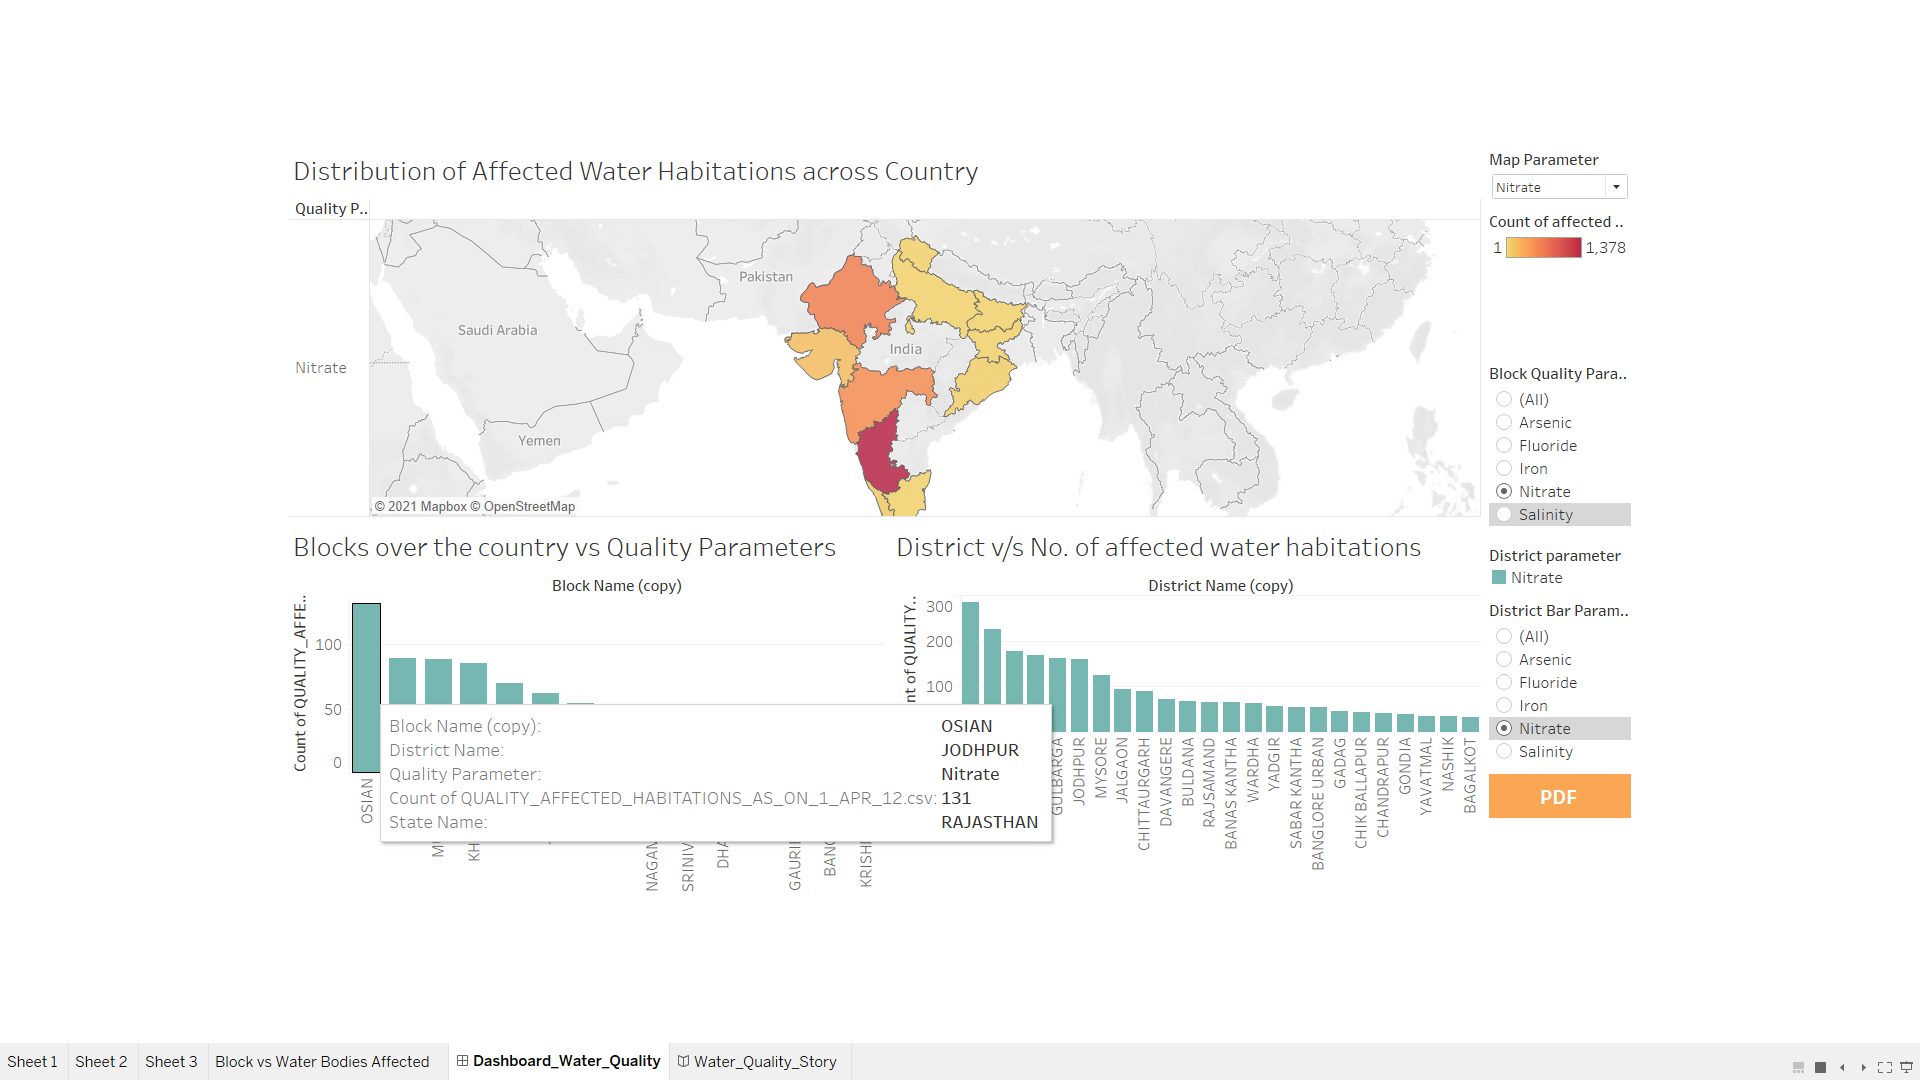 Distribution of Affected Water Habitations across Country
Quality P..
Nitrate
Pakistan
Saudi Arabia
India
Yemen
© 2021 Mapbox © OpenStreetMap
Map Parameter
Nitrate
Count of affected ..
1
1,378
Block Quality Para..
(All)
Arsenic
Fluoride
Iron
Nitrate
Salinity
District parameter
Nitrate
District Bar Param..
(All)
Arsenic
Fluoride
Iron
Nitrate
Salinity
PDF
Blocks over the country vs Quality Parameters
Block Name (copy)
Count of QUALITY_AFFE..
100
50
0
OSIAN
KH
NAGAM
SRINIV
DHA
GAURI
BANG
KRISH
Block Name (copy): OSIAN
District Name: JODHPUR
Quality Parameter: Nitrate
Count of QUALITY_AFFECTED_HABITATIONS_AS_ON_1_APR_12.csv: 131
State Name: RAJASTHAN
District v/s No. of affected water habitations
District Name (copy)
nt of QUALITY..
300
200
100
GULBARGA
JODHPUR
MYSORE
JALGAON
CHITTAURGARH
DAVANGERE
BULDANA
RAJSAMAND
BANAS KANTHA
WARDHA
YADGIR
SABAR KANTHA
BANGLORE URBAN
GADAG
CHIK BALLAPUR
CHANDRAPUR
GONDIA
YAVATMAL
NASHIK
BAGALKOT
Sheet 1
Sheet 2
Sheet 3
Block vs Water Bodies Affected
Dashboard_Water_Quality
Water_Quality_Story